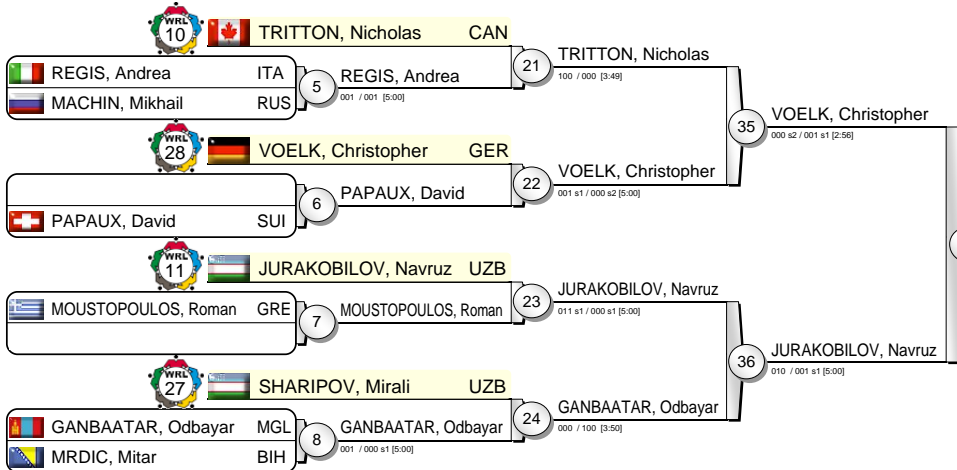 WRL
10
TRITTON, Nicholas CAN
REGIS, Andrea ITA
MACHIN, Mikhail RUS
5
REGIS, Andrea
001 / 001 [5:00]
21
TRITTON, Nicholas
100 / 000 [3:49]
WRL
28
VOELK, Christopher GER
PAPAUX, David SUI
6
PAPAUX, David
22
VOELK, Christopher
001 s1 / 000 s2 [5:00]
35
VOELK, Christopher
000 s2 / 001 s1 [2:56]
WRL
11
JURAKOBILOV, Navruz UZB
MOUSTOPOULOS, Roman GRE
7
MOUSTOPOULOS, Roman
23
JURAKOBILOV, Navruz
011 s1 / 000 s1 [5:00]
WRL
27
SHARIPOV, Mirali UZB
GANBAATAR, Odbayar MGL
MRDIC, Mitar BIH
8
GANBAATAR, Odbayar
001 / 000 s1 [5:00]
24
GANBAATAR, Odbayar
000 / 100 [3:50]
36
JURAKOBILOV, Navruz
010 / 001 s1 [5:00]